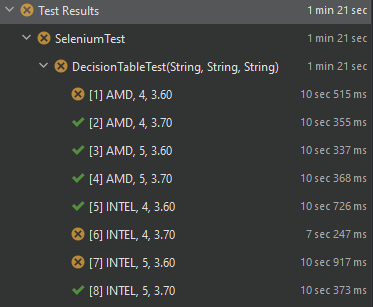 Test Results 1 min 21 sec
SeleniumTest 1 min 21 sec
DecisionTableTest(String, String, String) 1 min 21 sec
[1] AMD, 4, 3.60 10 sec 515 ms
[2] AMD, 4, 3.70 10 sec 355 ms
[3] AMD, 5, 3.60 10 sec 337 ms
[4] AMD, 5, 3.70 10 sec 368 ms
[5] INTEL, 4, 3.60 10 sec 726 ms
[6] INTEL, 4, 3.70 7 sec 247 ms
[7] INTEL, 5, 3.60 10 sec 917 ms
[8] INTEL, 5, 3.70 10 sec 373 ms